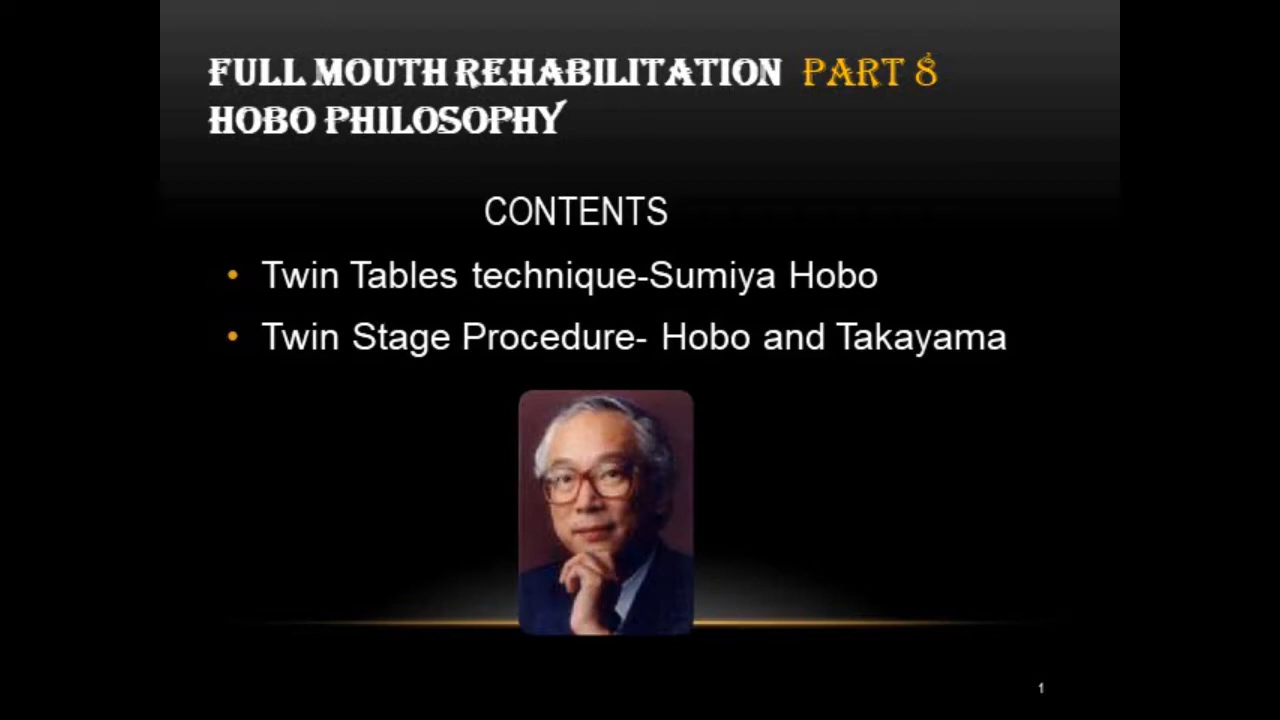 FULL MOUTH REHABILITATION PART 8
HOBO PHILOSOPHY
CONTENTS
• Twin Tables technique-Sumiya Hobo
• Twin Stage Procedure- Hobo and Takayama
1